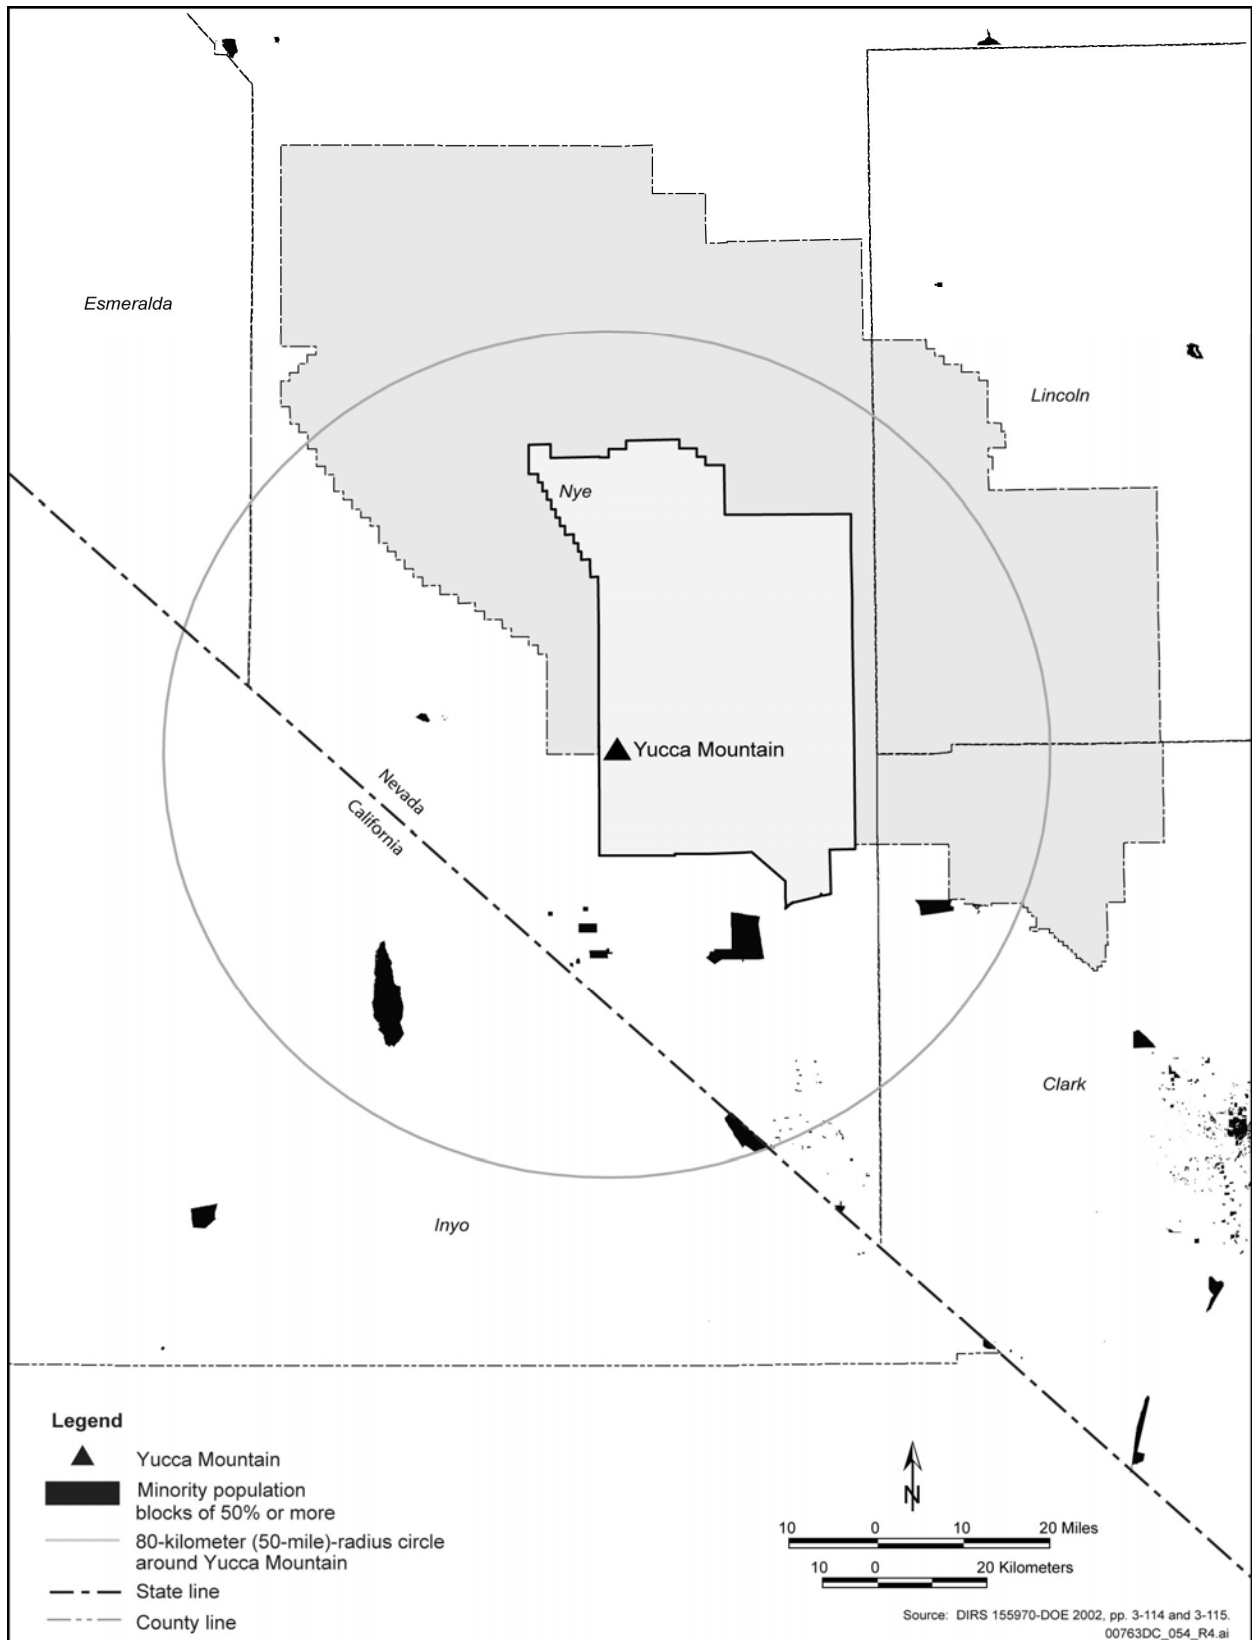 Esmeralda
Lincoln
Nye
Yucca Mountain
Nevada
California
Clark
Inyo
Legend
Yucca Mountain
Minority population
blocks of 50% or more
80-kilometer (50-mile)-radius circle
around Yucca Mountain
State line
County line
N
10 0 10 20 Miles
10 0 20 Kilometers
Source: DIRS 155970-DOE 2002, pp. 3-114 and 3-115.
00763DC_054_R4.ai